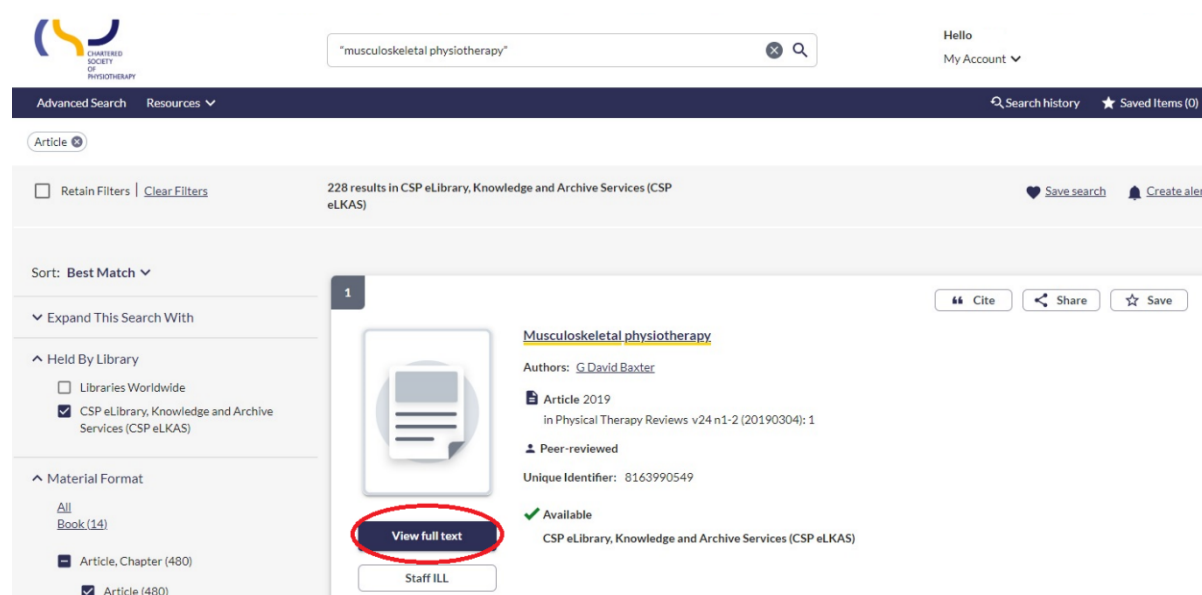 CHARTERED
SOCIETY
OF
PHYSIOTHERAPY
"musculoskeletal physiotherapy"
Hello
My Account
Advanced Search Resources
Search history Saved Items (0)
Article
Retain Filters | Clear Filters
228 results in CSP eLibrary, Knowledge and Archive Services (CSP
eLKAS)
Save search Create aler
Sort: Best Match
Expand This Search With
Held By Library
Libraries Worldwide
CSP eLibrary, Knowledge and Archive
Services (CSP eLKAS)
Material Format
All
Book (14)
Article, Chapter (480)
Article (480)
1
Cite Share Save
Musculoskeletal physiotherapy
Authors: G David Baxter
Article 2019
in Physical Therapy Reviews v24 n1-2 (20190304): 1
Peer-reviewed
Unique Identifier: 8163990549
Available
CSP eLibrary, Knowledge and Archive Services (CSP eLKAS)
View full text
Staff ILL